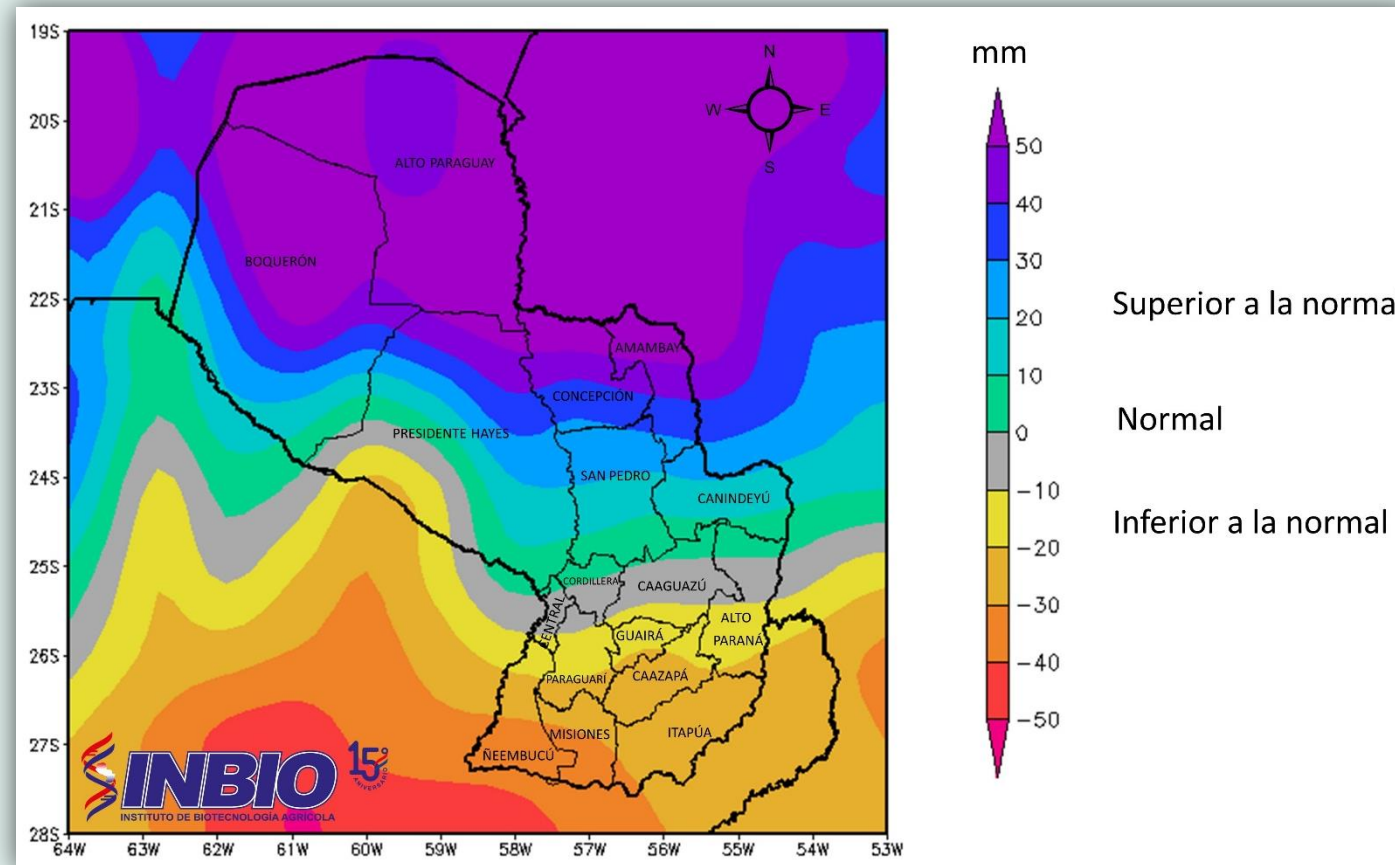 mm
19S
20S
21S
22S
23S
24S
25S
26S
27S
28S
64W 63W 62W 61W 60W 59W 58W 57W 56W 55W 54W 53W
N
W E
S
ALTO PARAGUAY
BOQUERÓN
AMAMBAY
CONCEPCIÓN
PRESIDENTE HAYES
SAN PEDRO
CANINDEYÚ
CORDILLERA
CAAGUAZÚ
CENTRAL
GUAIRÁ
ALTO
PARANÁ
PARAGUARÍ
CAAZAPÁ
MISIONES
ITAPÚA
ÑEEMBUCÚ
INBIO
15º
ANIVERSARIO
INSTITUTO DE BIOTECNOLOGÍA AGRÍCOLA
50
40
30
20
10
0
-10
-20
-30
-40
-50
Superior a la norma
Normal
Inferior a la normal